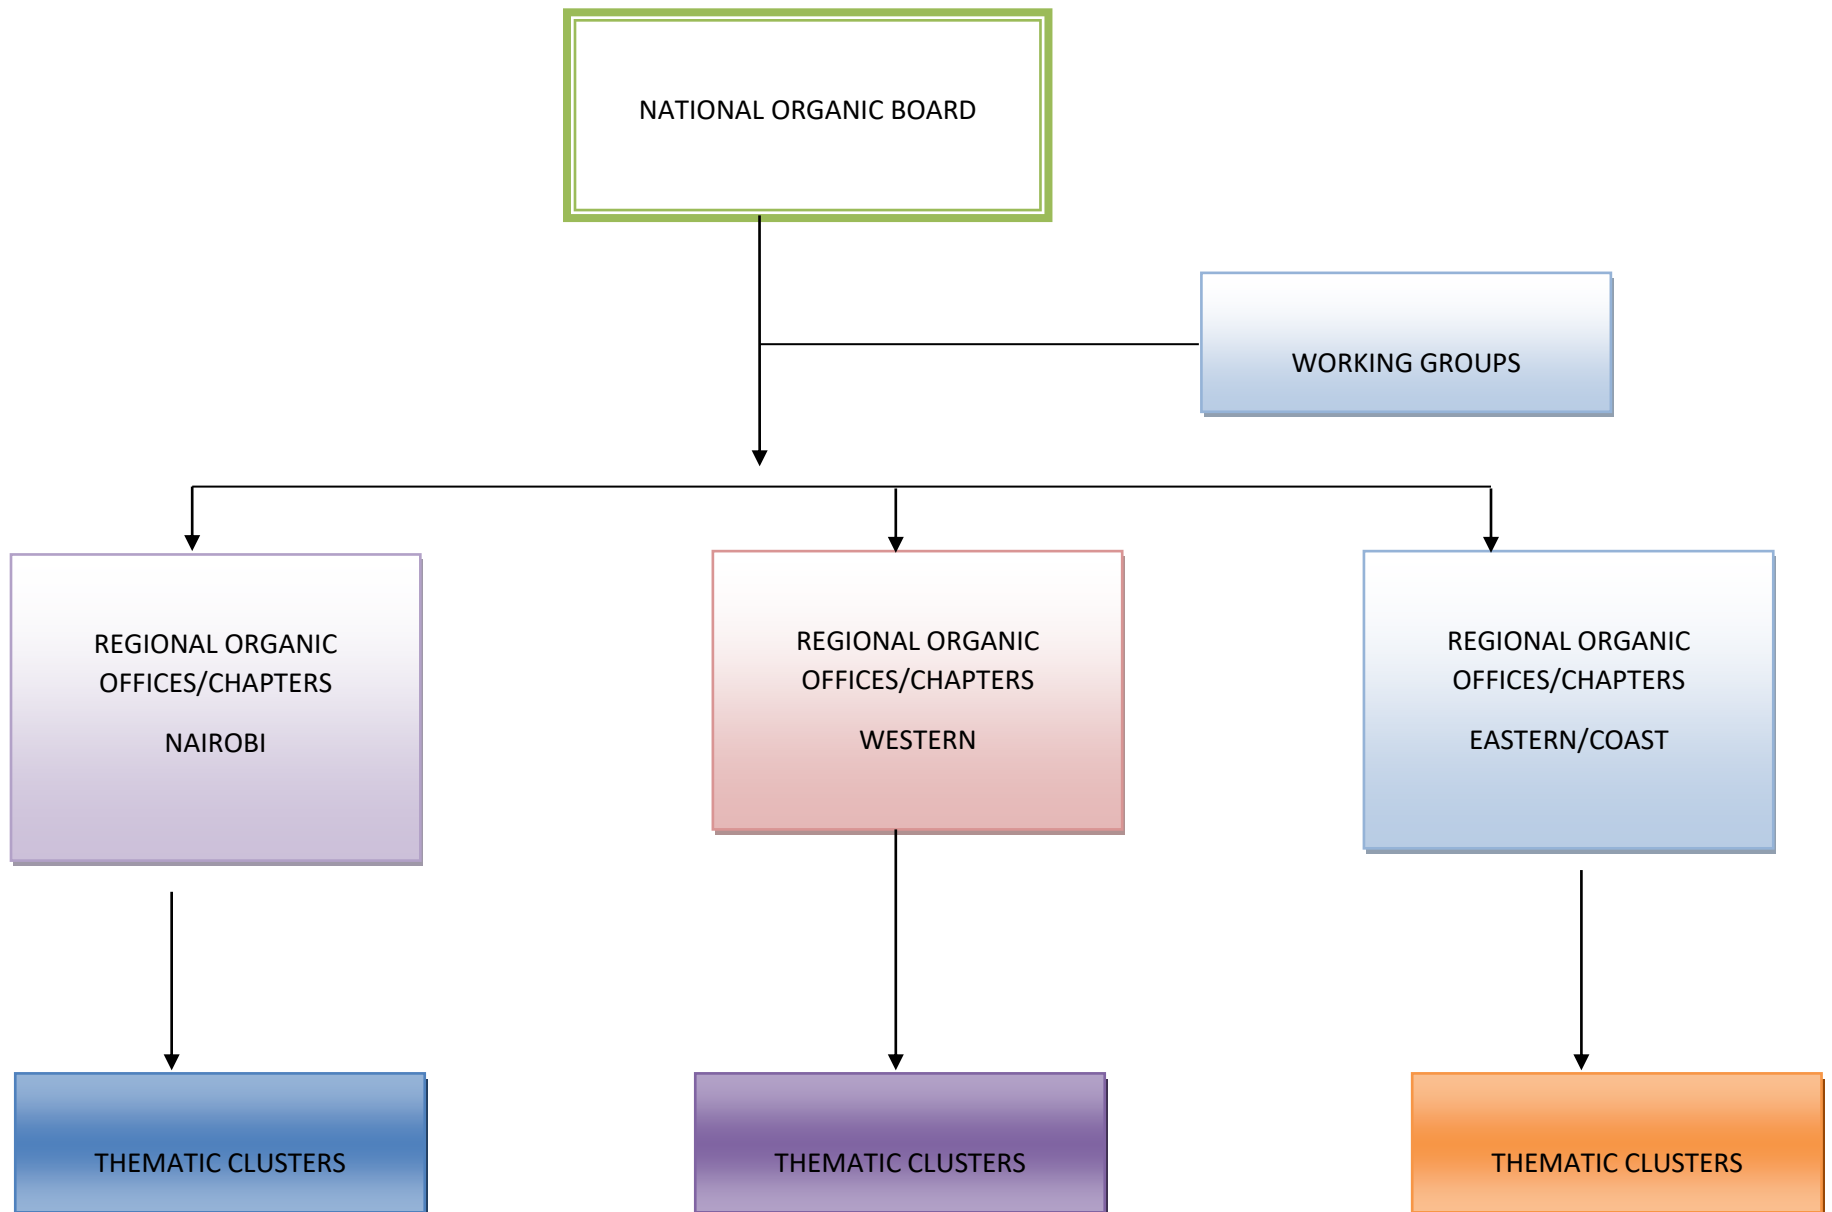 NATIONAL ORGANIC BOARD
WORKING GROUPS
REGIONAL ORGANIC
OFFICES/CHAPTERS
NAIROBI
REGIONAL ORGANIC
OFFICES/CHAPTERS
WESTERN
REGIONAL ORGANIC
OFFICES/CHAPTERS
EASTERN/COAST
THEMATIC CLUSTERS
THEMATIC CLUSTERS
THEMATIC CLUSTERS